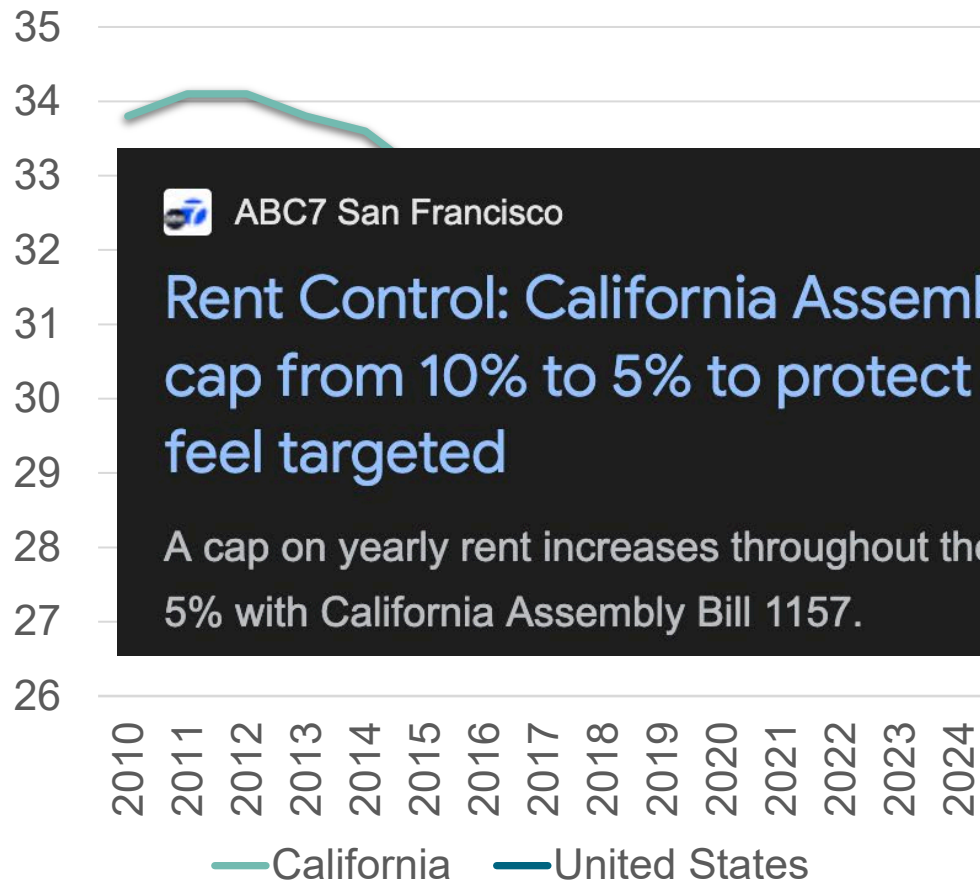 35
34
33
32
31
30
29
28
27
26
ABC7 San Francisco
Rent Control: California
cap from 10% to 5% to protect
feel targeted
A cap on yearly rent increases throughout
5% with California Assembly Bill 1157.
2010 2011 2012 2013 2014 2015 2016 2017 2018 2019 2020 2021 2022 2023 2024
California United States